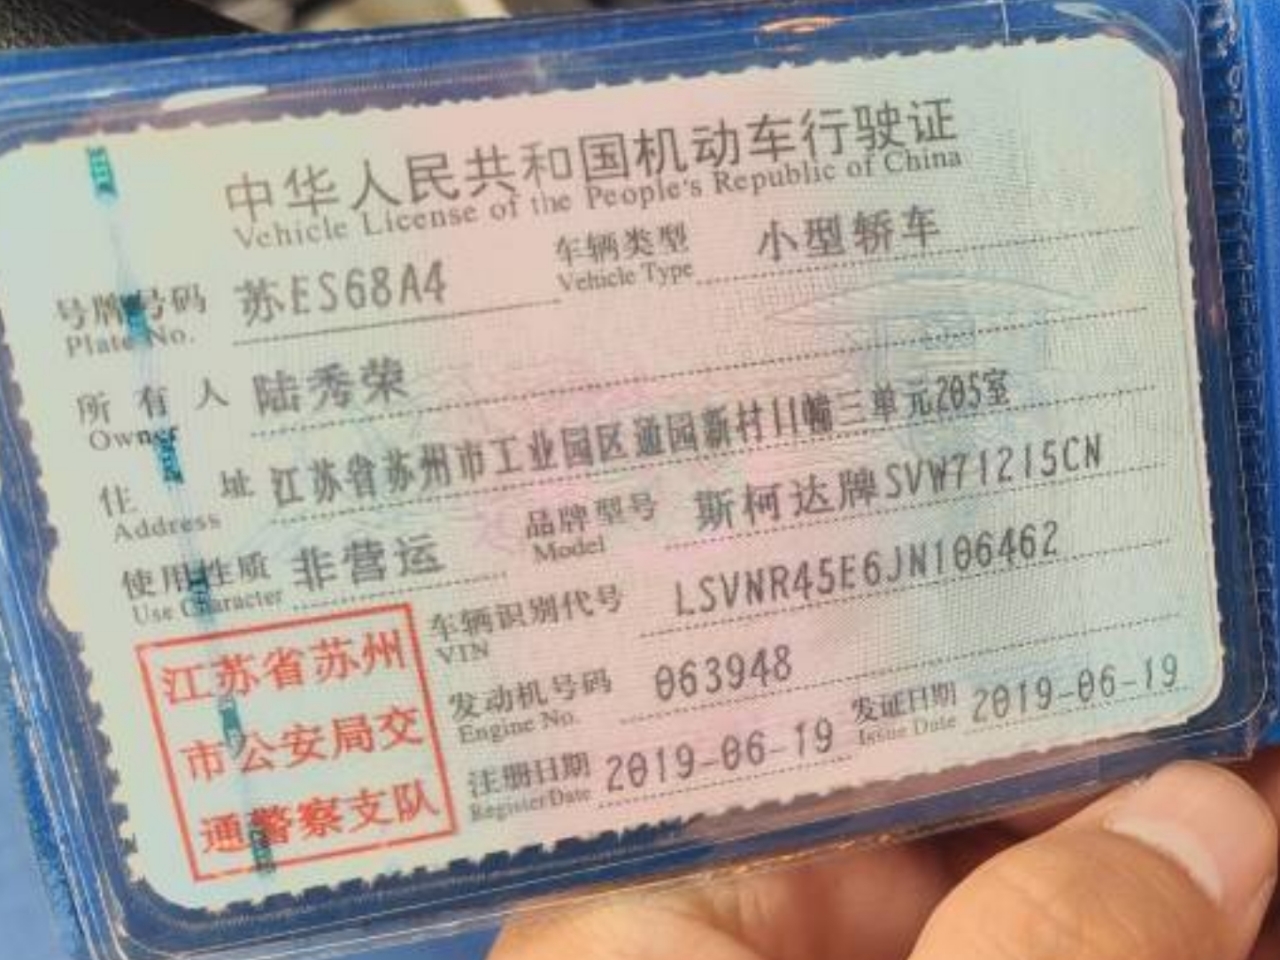 中华人民共和国机动车行驶证
Vehicle License of the People's Republic of China
号牌号码 苏ES68A4 车辆类型 小型轿车
Plate No. Vehicle Type
所有人 陆秀荣
Owner
住址 江苏省苏州市工业园区通园新村11幢三单元205室
Address
使用性质 非营运 品牌型号 斯柯达牌SVW71215CN
Use Character Model
车辆识别代号 LSVNR45E6JN106462
VIN
发动机号码 063948
Engine No.
注册日期 2019-06-19 发证日期 2019-06-19
Register Date Issue Date
江苏省苏州
市公安局交
通警察支队